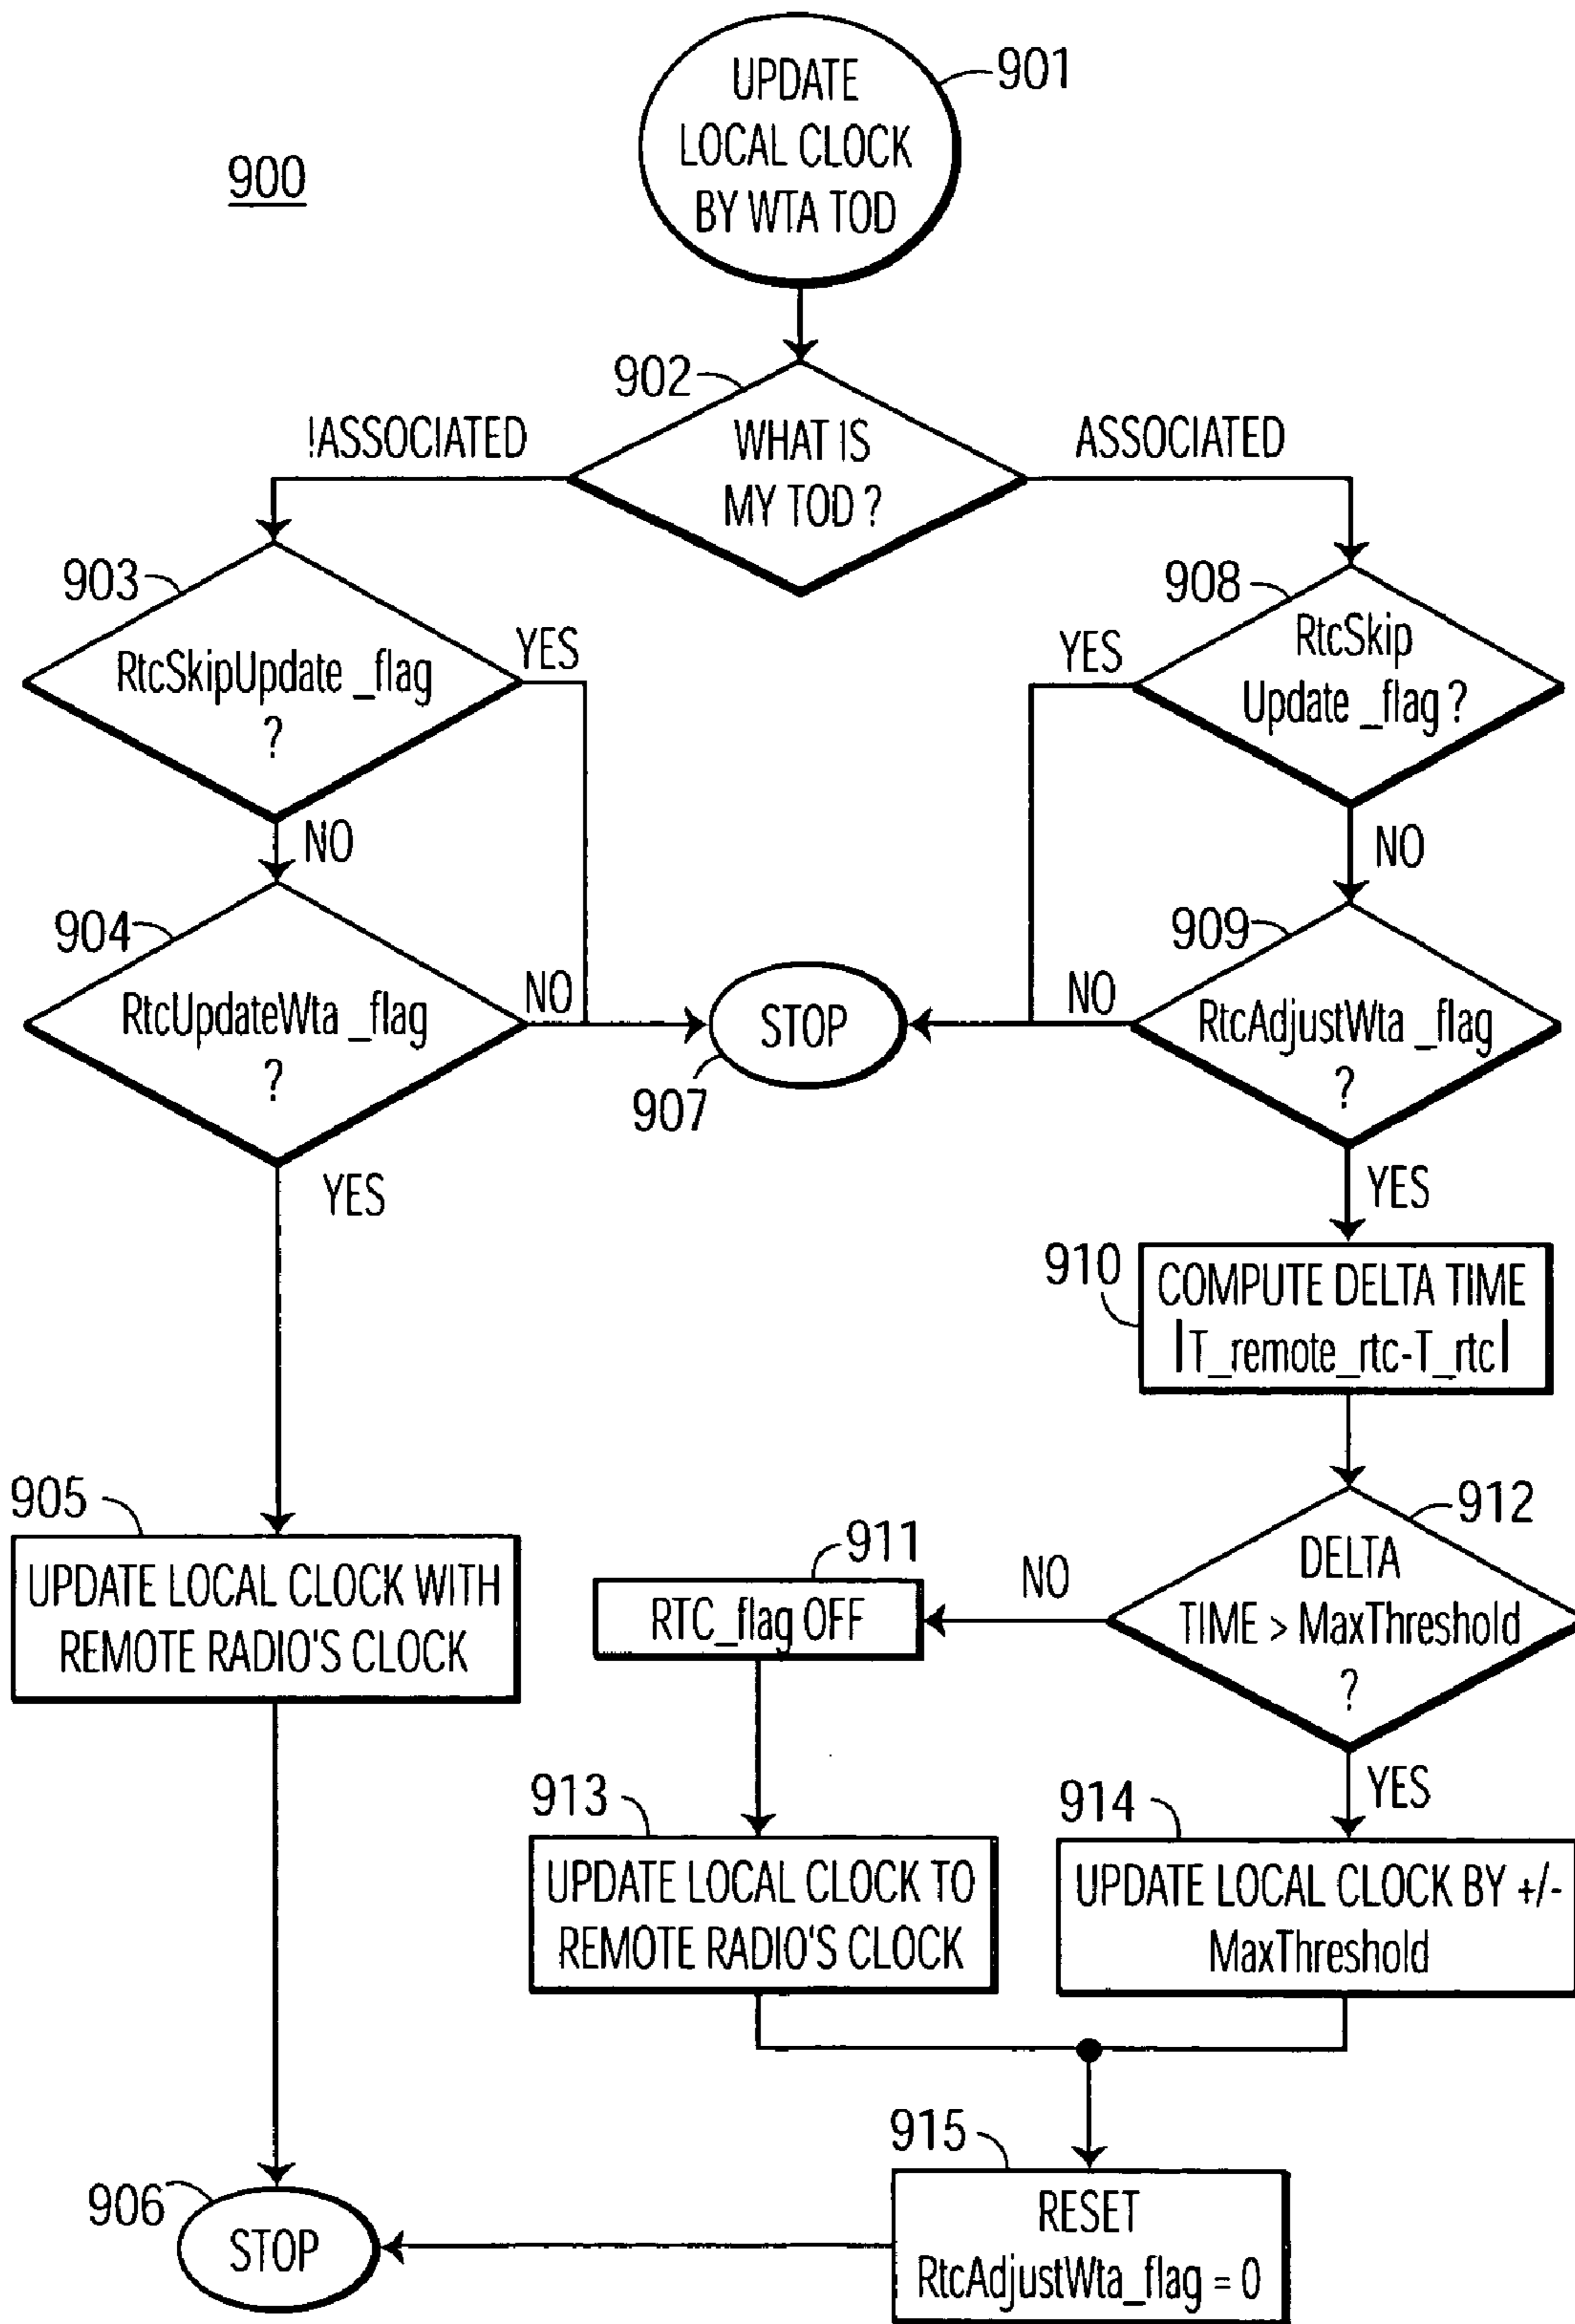 900
901
UPDATE
LOCAL CLOCK
BY WTA TOD
902
WHAT IS
MY TOD ?
!ASSOCIATED
ASSOCIATED
903
RtcSkipUpdate _flag
?
YES
NO
908
RtcSkip
Update _flag ?
YES
NO
904
RtcUpdateWta _flag
?
NO
YES
STOP
907
909
RtcAdjustWta _flag
?
NO
YES
910
COMPUTE DELTA TIME
|T_remote_rtc-T_rtc|
905
UPDATE LOCAL CLOCK WITH
REMOTE RADIO'S CLOCK
911
RTC_flag OFF
NO
912
DELTA
TIME > MaxThreshold
?
YES
913
UPDATE LOCAL CLOCK TO
REMOTE RADIO'S CLOCK
914
UPDATE LOCAL CLOCK BY +/-
MaxThreshold
906
STOP
915
RESET
RtcAdjustWta_flag = 0